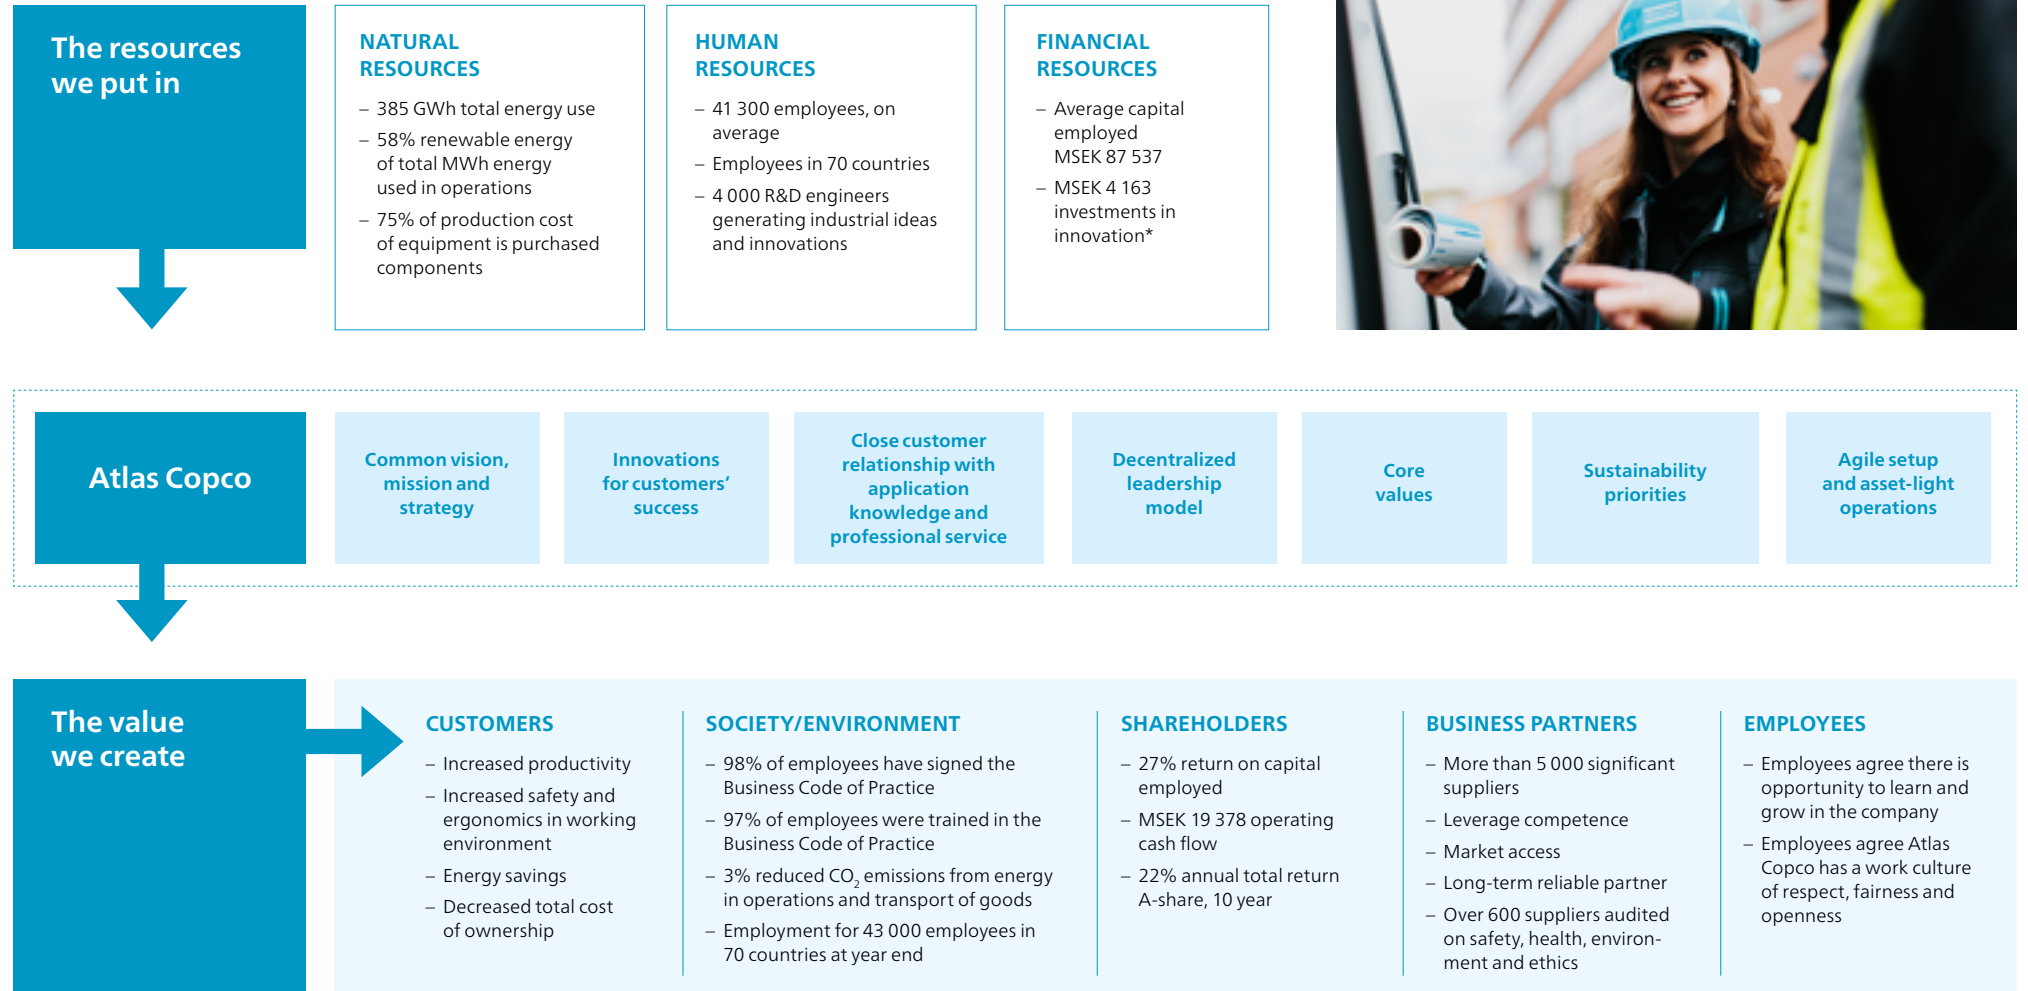 The resources
we put in
NATURAL
RESOURCES
– 385 GWh total energy use
– 58% renewable energy
of total MWh energy
used in operations
– 75% of production cost
of equipment is purchased
components
HUMAN
RESOURCES
– 41 300 employees, on
average
– Employees in 70 countries
– 4 000 R&D engineers
generating industrial ideas
and innovations
FINANCIAL
RESOURCES
– Average capital
employed
MSEK 87 537
– MSEK 4 163
investments in
innovation*
Atlas Copco
Common vision,
mission and
strategy
Innovations
for customers’
success
Close customer
relationship with
application
knowledge and
professional service
Decentralized
leadership
model
Core
values
Sustainability
priorities
Agile setup
and asset-light
operations
The value
we create
CUSTOMERS
– Increased productivity
– Increased safety and
ergonomics in working
environment
– Energy savings
– Decreased total cost
of ownership
SOCIETY/ENVIRONMENT
– 98% of employees have signed the
Business Code of Practice
– 97% of employees were trained in the
Business Code of Practice
– 3% reduced CO₂ emissions from energy
in operations and transport of goods
– Employment for 43 000 employees in
70 countries at year end
SHAREHOLDERS
– 27% return on capital
employed
– MSEK 19 378 operating
cash flow
– 22% annual total return
A-share, 10 year
BUSINESS PARTNERS
– More than 5 000 significant
suppliers
– Leverage competence
– Market access
– Long-term reliable partner
– Over 600 suppliers audited
on safety, health, environ-
ment and ethics
EMPLOYEES
– Employees agree there is
opportunity to learn and
grow in the company
– Employees agree Atlas
Copco has a work culture
of respect, fairness and
openness